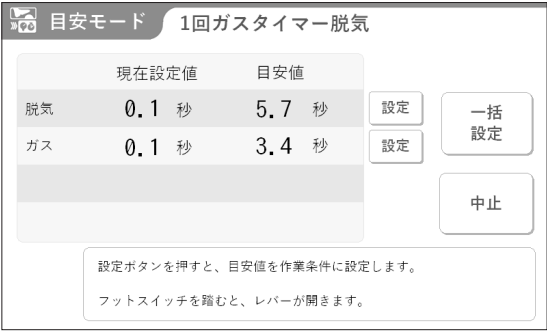 目安モード
1回ガスタイマー脱気
現在設定値 目安値
脱気 0.1 秒 5.7 秒 設定
ガス 0.1 秒 3.4 秒 設定
一括
設定
中止
設定ボタンを押すと、目安値を作業条件に設定します。
フットスイッチを踏むと、レバーが開きます。